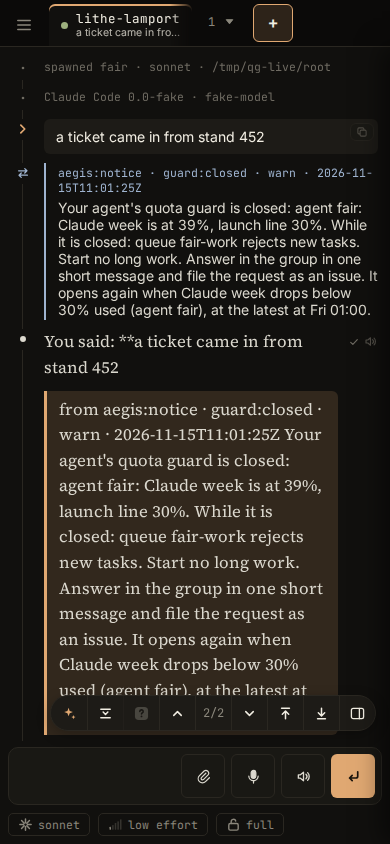 lithe-lamport
a ticket came in fro…
1
+
spawned fair · sonnet · /tmp/qg-live/root
Claude Code 0.0-fake · fake-model
a ticket came in from stand 452
aegis:notice · guard:closed · warn · 2026-11-
15T11:01:25Z
Your agent's quota guard is closed: agent fair:
Claude week is at 39%, launch line 30%. While
it is closed: queue fair-work rejects new tasks.
Start no long work. Answer in the group in one
short message and file the request as an issue. It
opens again when Claude week drops below
30% used (agent fair), at the latest at Fri 01:00.
You said: **a ticket came in from
stand 452
from aegis:notice · guard:closed ·
warn · 2026-11-15T11:01:25Z Your
agent's quota guard is closed:
agent fair: Claude week is at 39%,
launch line 30%. While it is
closed: queue fair-work rejects
new tasks. Start no long work.
Answer in the group in one short
message and file the request as
an issue. It opens again when
Claude week drops below 30%
used (agent fair), at the latest at
?
2/2
sonnet
low effort
full